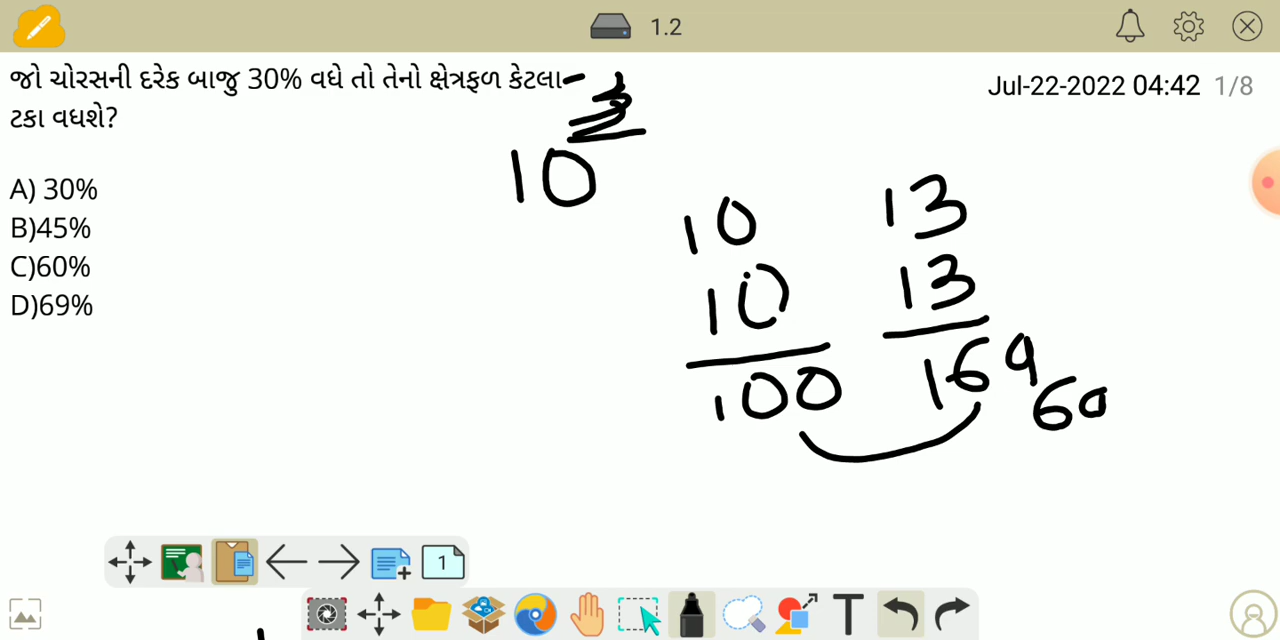 1.2
જો ચોરસની દરેક બાજુ 30% વધે તો તેનો ક્ષેત્રફળ કેટલા
ટકા વધશે?
Jul-22-2022 04:42 1/8
A) 30%
B)45%
C)60%
D)69%
10
10
10
100
13
13
169
1
T